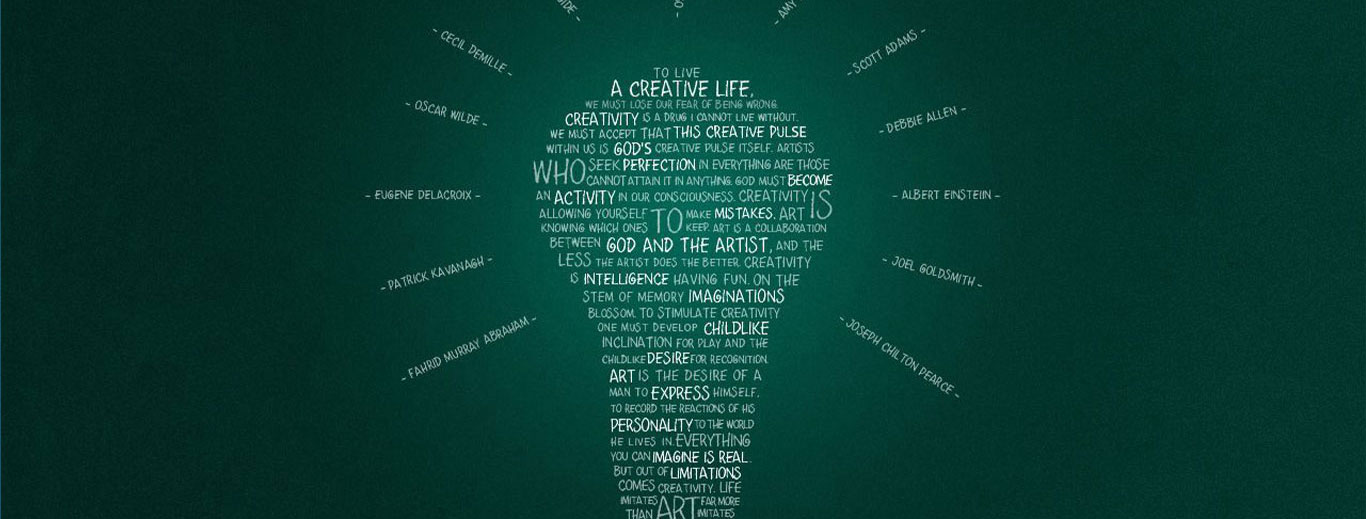 - CECIL DEMILLE -
- SCOTT ADAMS -
- OSCAR WILDE -
- DEBBIE ALLEN -
- EUGENE DELACROIX -
- ALBERT EINSTEIN -
- PATRICK KAVANAGH -
- JOEL GOLDSMITH -
- FAHRID MURRAY ABRAHAM -
- JOSEPH CHILTON PEARCE -
TO LIVE
A CREATIVE LIFE,
WE MUST LOSE OUR FEAR OF BEING WRONG.
CREATIVITY IS A DRUG I CANNOT LIVE WITHOUT.
WE MUST ACCEPT THAT THIS CREATIVE PULSE
WITHIN US IS GOD'S CREATIVE PULSE ITSELF. ARTISTS
WHO SEEK PERFECTION IN EVERYTHING ARE THOSE
CANNOT ATTAIN IT IN ANYTHING. GOD MUST BECOME
AN ACTIVITY IN OUR CONSCIOUSNESS. CREATIVITY IS
ALLOWING YOURSELF TO MAKE MISTAKES. ART IS
KNOWING WHICH ONES TO KEEP. ART IS A COLLABORATION
BETWEEN GOD AND THE ARTIST, AND THE
LESS THE ARTIST DOES THE BETTER. CREATIVITY
IS INTELLIGENCE HAVING FUN. ON THE
STEM OF MEMORY IMAGINATIONS
BLOSSOM. TO STIMULATE CREATIVITY
ONE MUST DEVELOP CHILDLIKE
INCLINATION FOR PLAY AND THE
CHILDLIKE DESIRE FOR RECOGNITION.
ART IS THE DESIRE OF A
MAN TO EXPRESS HIMSELF,
TO RECORD THE REACTIONS OF HIS
PERSONALITY TO THE WORLD
HE LIVES IN. EVERYTHING
YOU CAN IMAGINE IS REAL.
BUT OUT OF LIMITATIONS
COMES CREATIVITY. LIFE
IMITATES ART FAR MORE
THAN ART IMITATES